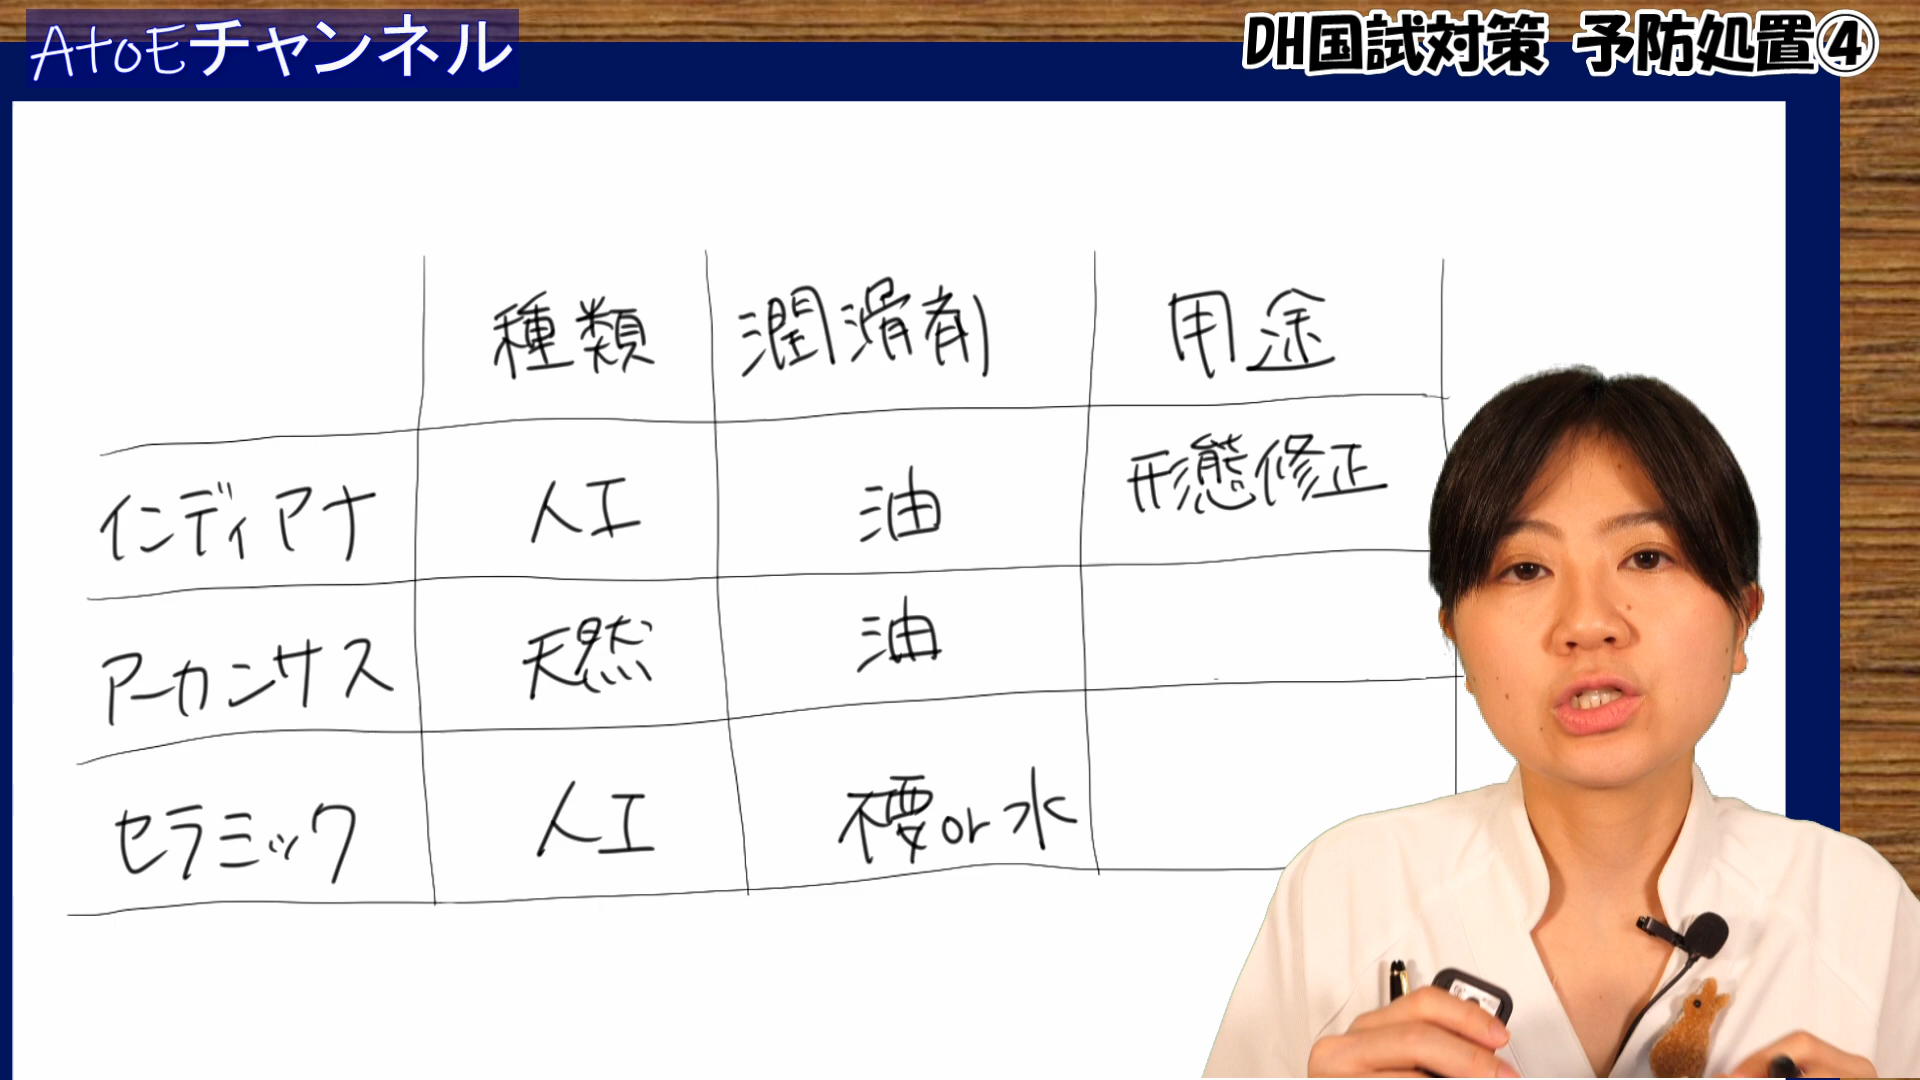 AtoEチャンネル
DH国試対策 予防処置④
種類 潤滑剤 用途
インディアナ 人工 油 形態修正
アーカンサス 天然 油
セラミック 人工 不要or水